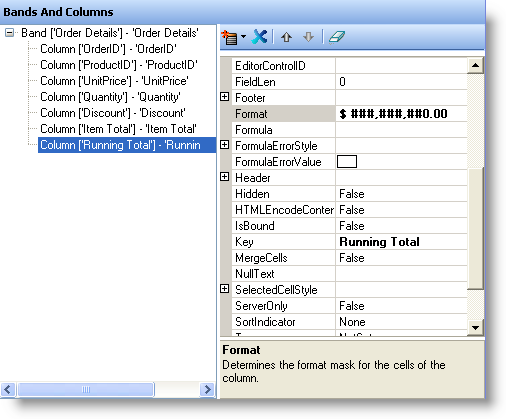 Bands And Columns
Band ['Order Details'] - 'Order Details'
Column ['OrderID'] - 'OrderID'
Column ['ProductID'] - 'ProductID'
Column ['UnitPrice'] - 'UnitPrice'
Column ['Quantity'] - 'Quantity'
Column ['Discount'] - 'Discount'
Column ['Item Total'] - 'Item Total'
Column ['Running Total'] - 'Runnin
EditorControlID
FieldLen 0
Footer
Format $ ###,###,##0.00
Formula
FormulaErrorStyle
FormulaErrorValue
Header
Hidden False
HTMLEncodeConter False
IsBound False
Key Running Total
MergeCells False
NullText
SelectedCellStyle
ServerOnly False
SortIndicator None
Format
Determines the format mask for the cells of the
column.